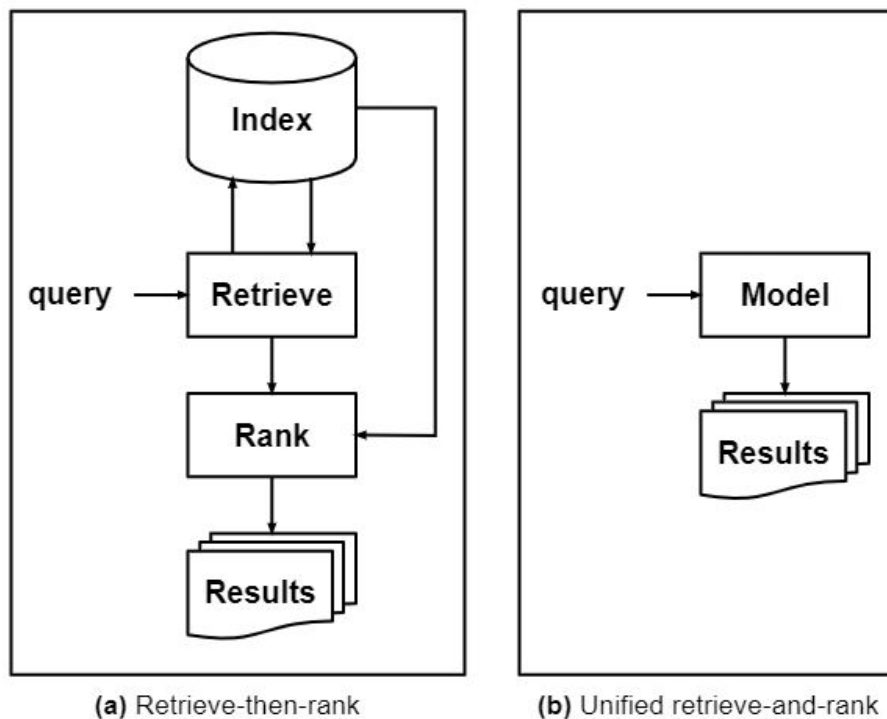 Index
query
Retrieve
Rank
Results
(a) Retrieve-then-rank
query
Model
Results
(b) Unified retrieve-and-rank